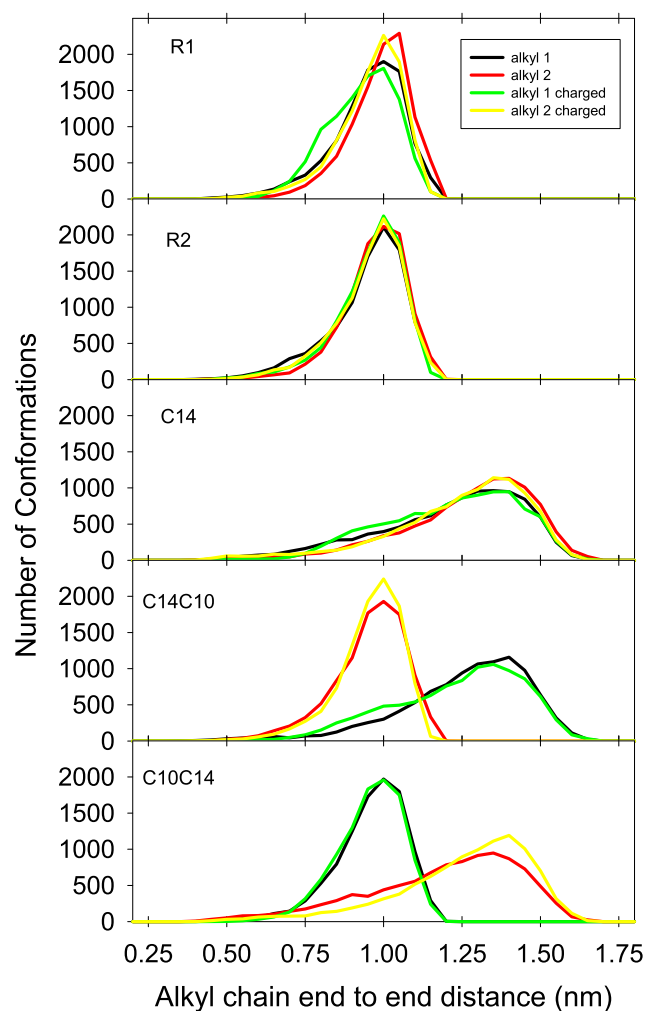 R1
alkyl 1
alkyl 2
alkyl 1 charged
alkyl 2 charged
2000
1500
1000
500
0
R2
2000
1500
1000
500
0
C14
2000
1500
1000
500
0
C14C10
2000
1500
1000
500
0
C10C14
2000
1500
1000
500
0
0.25 0.50 0.75 1.00 1.25 1.50 1.75
Number of Conformations
Alkyl chain end to end distance (nm)